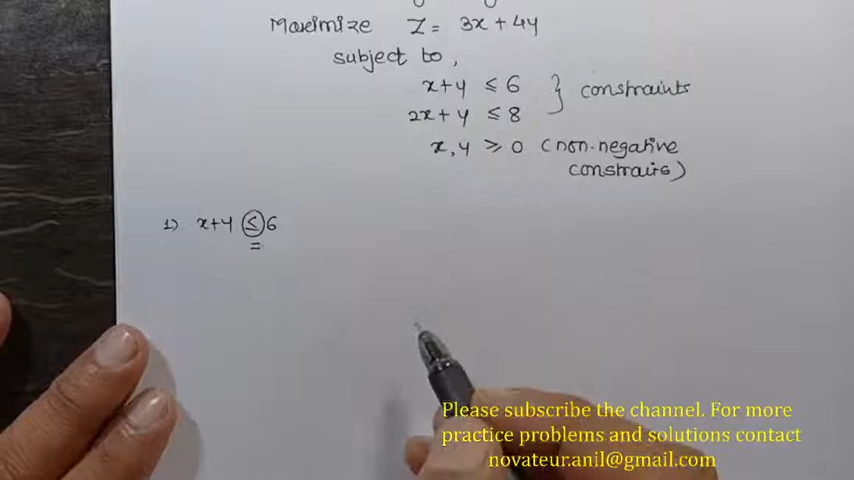 Maximize Z = 3x + 4y
subject to ,
x+y ≤ 6 } constraints
2x + y ≤ 8
x, y ≥ 0 (non-negative
constrairs)
1) x+y ≤ 6
=
Please subscribe the channel. For more
practice problems and solutions contact
novateur.anil@gmail.com